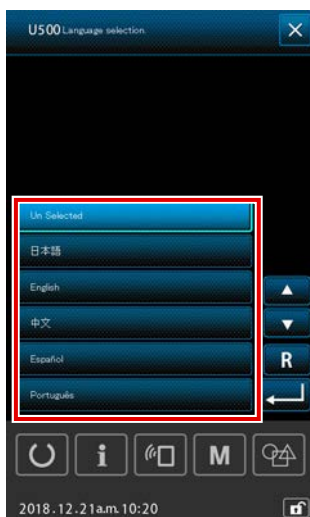 U500 Language selection.
Un Selected
日本語
English
中文
Español
R
Português
M
2018.12.21a.m.10:20